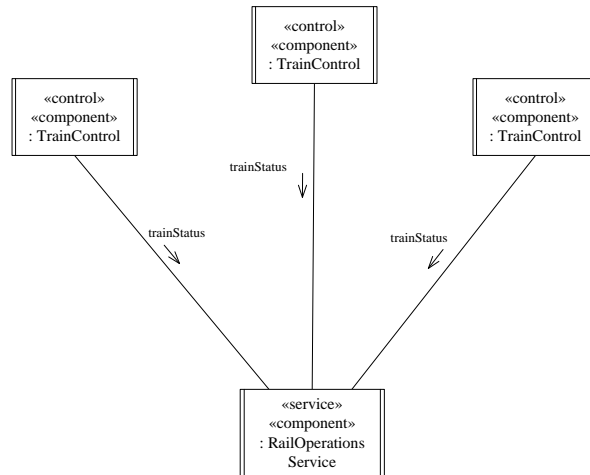 «control»
«component»
: TrainControl
«control»
«component»
: TrainControl
«control»
«component»
: TrainControl
trainStatus
trainStatus
trainStatus
«service»
«component»
: RailOperations
Service